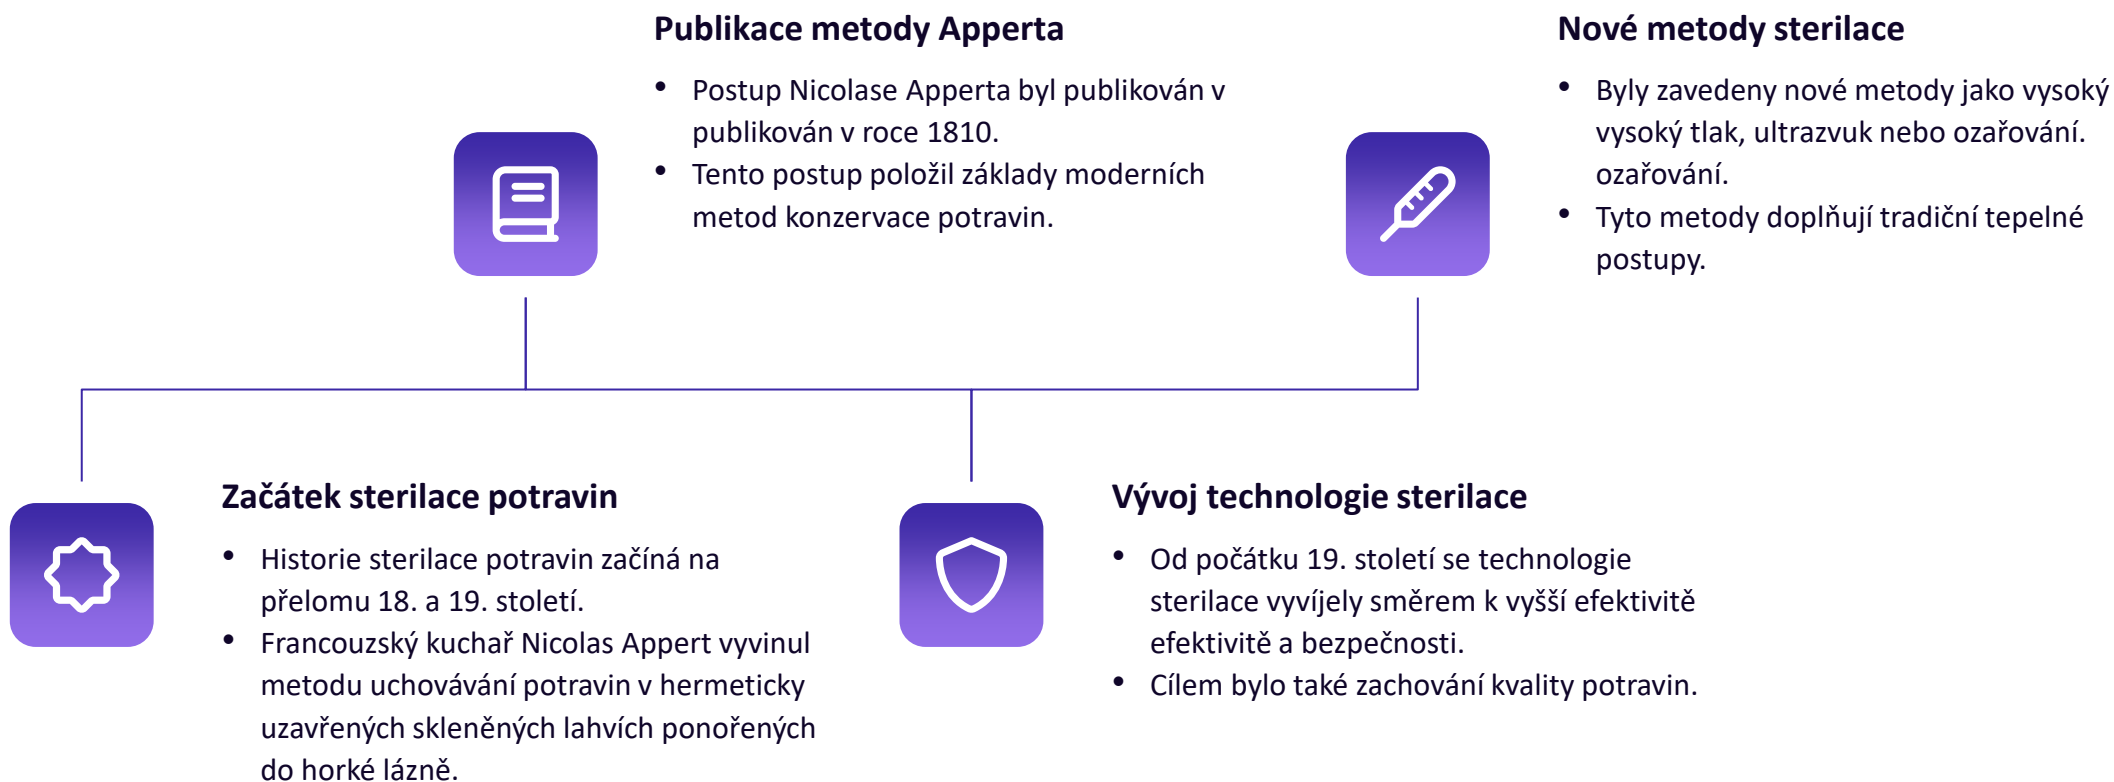 Publikace metody Apperta
• Postup Nicolase Apperta byl publikován v
publikován v roce 1810.
• Tento postup položil základy moderních
metod konzervace potravin.
Nové metody sterilace
• Byly zavedeny nové metody jako vysoký
vysoký tlak, ultrazvuk nebo ozařování.
ozařování.
• Tyto metody doplňují tradiční tepelné
postupy.
Začátek sterilace potravin
• Historie sterilace potravin začíná na
přelomu 18. a 19. století.
• Francouzský kuchař Nicolas Appert vyvinul
metodu uchovávání potravin v hermeticky
uzavřených skleněných lahvích ponořených
do horké lázně.
Vývoj technologie sterilace
• Od počátku 19. století se technologie
sterilace vyvíjely směrem k vyšší efektivitě
efektivitě a bezpečnosti.
• Cílem bylo také zachování kvality potravin.